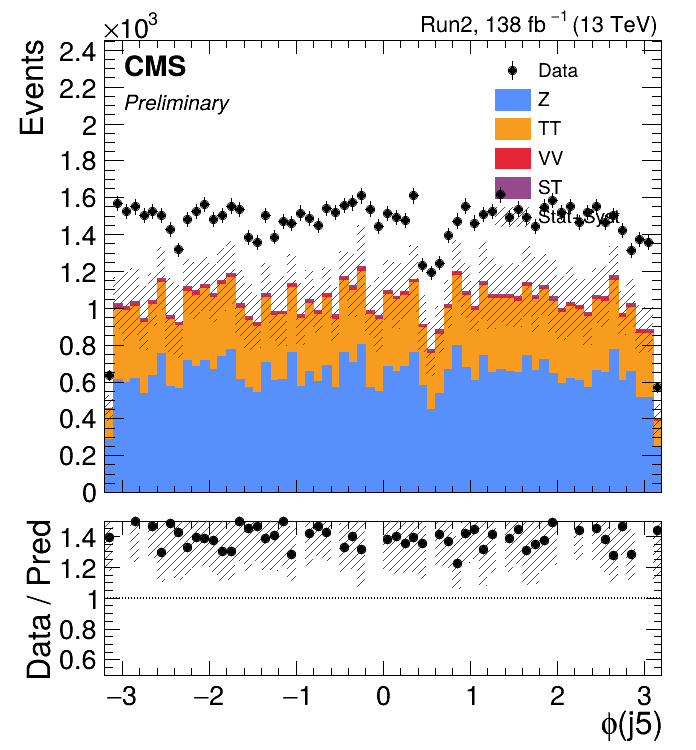 ×10³
Run2, 138 fb⁻¹ (13 TeV)
Events
CMS
Preliminary
Data
Z
TT
VV
ST
Stat+Syst
2.4
2.2
2
1.8
1.6
1.4
1.2
1
0.8
0.6
0.4
0.2
0
Data / Pred
1.4
1.2
1
0.8
0.6
−3 −2 −1 0 1 2 3
ϕ(j5)